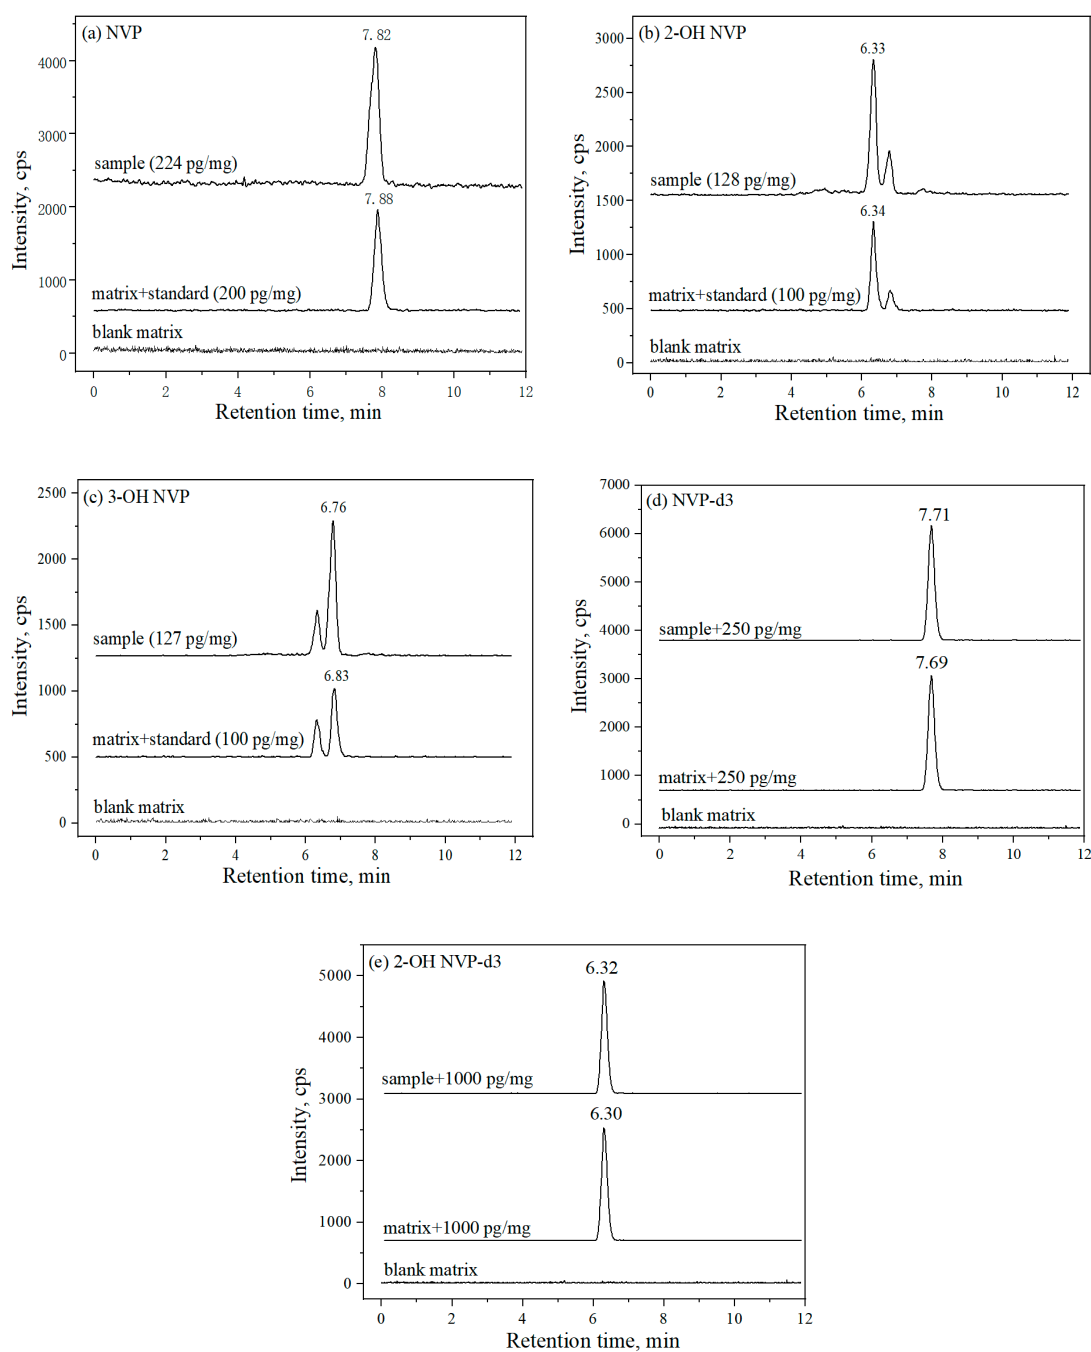 (a) NVP
7.82
4000
3000
sample (224 pg/mg)
2000
7.88
1000
matrix+standard (200 pg/mg)
blank matrix
0
0 2 4 6 8 10 12
Retention time, min
Intensity, cps
(b) 2-OH NVP
3000
6.33
2500
2000
sample (128 pg/mg)
1500
6.34
1000
matrix+standard (100 pg/mg)
500
blank matrix
0
0 2 4 6 8 10 12
Retention time, min
Intensity, cps
(c) 3-OH NVP
2500
6.76
2000
1500
sample (127 pg/mg)
1000
6.83
matrix+standard (100 pg/mg)
500
blank matrix
0
0 2 4 6 8 10 12
Retention time, min
Intensity, cps
7000
(d) NVP-d3
7.71
6000
5000
sample+250 pg/mg
4000
7.69
3000
2000
matrix+250 pg/mg
1000
blank matrix
0
0 2 4 6 8 10 12
Retention time, min
Intensity, cps
(e) 2-OH NVP-d3
6.32
5000
4000
sample+1000 pg/mg
3000
6.30
2000
matrix+1000 pg/mg
1000
blank matrix
0
0 2 4 6 8 10 12
Retention time, min
Intensity, cps